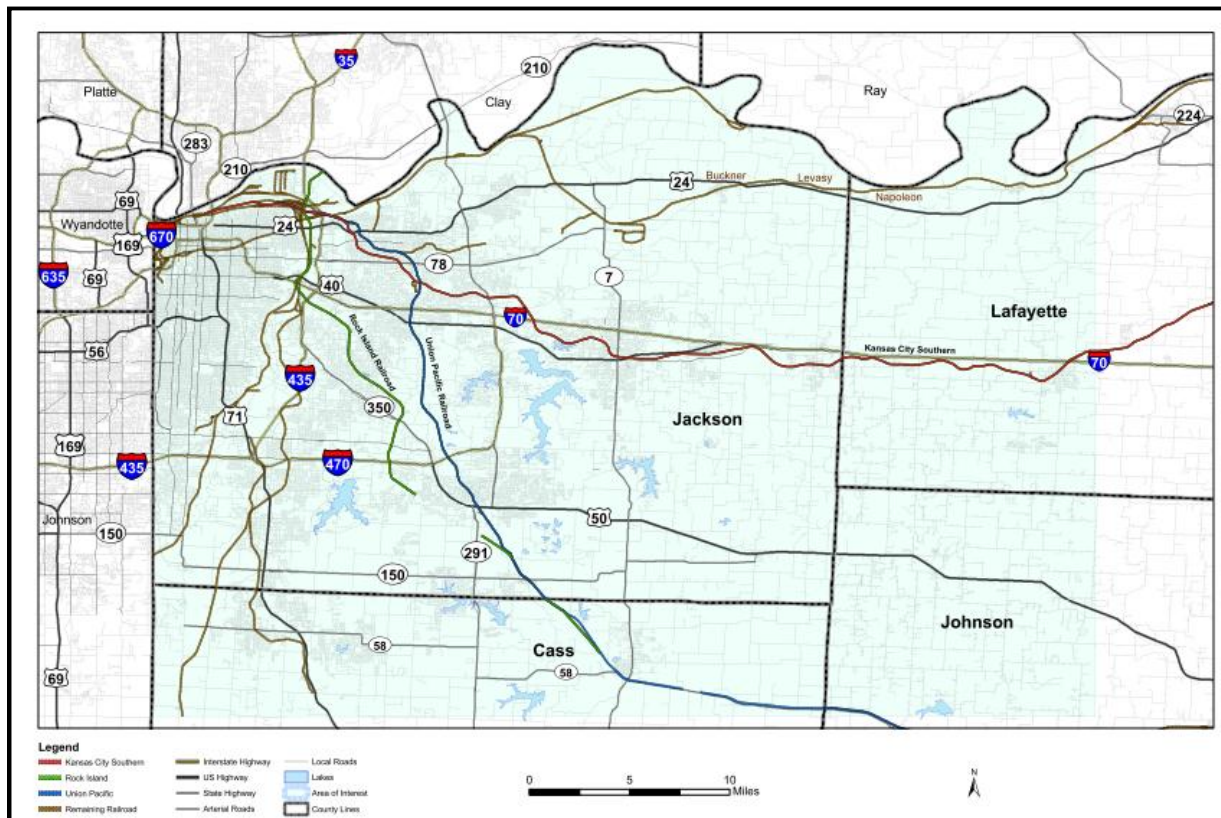 35
210
Platte
Clay
Ray
224
283
210
69
Buckner
Levasy
24
Napoleon
Wyandotte
24
670
169
635
69
78
7
40
Lafayette
70
Rock Island Railroad
Union Pacific Railroad
Kansas City Southern
56
70
435
350
71
Jackson
169
435
470
Johnson
50
150
291
150
Johnson
58
Cass
58
69
Legend
Kansas City Southern
Rock Island
Union Pacific
Remaining Railroad
Interstate Highway
US Highway
State Highway
Arterial Roads
Local Roads
Lakes
Area of Interest
County Lines
0 5 10
Miles
N